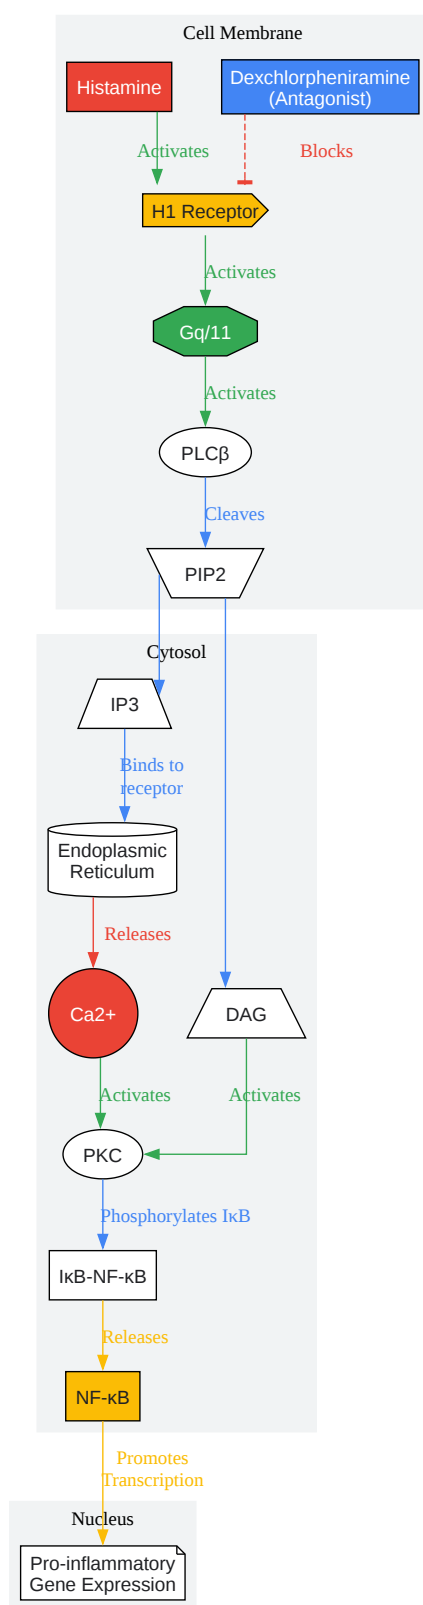 Cell Membrane
Histamine
Dexchlorpheniramine
(Antagonist)
Activates
Blocks
H1 Receptor
Activates
Gq/11
Activates
PLCβ
Cleaves
PIP2
Cytosol
IP3
Binds to
receptor
Endoplasmic
Reticulum
Releases
Ca2+
DAG
Activates
Activates
PKC
Phosphorylates IκB
IκB-NF-κB
Releases
NF-κB
Promotes
Transcription
Nucleus
Pro-inflammatory
Gene Expression